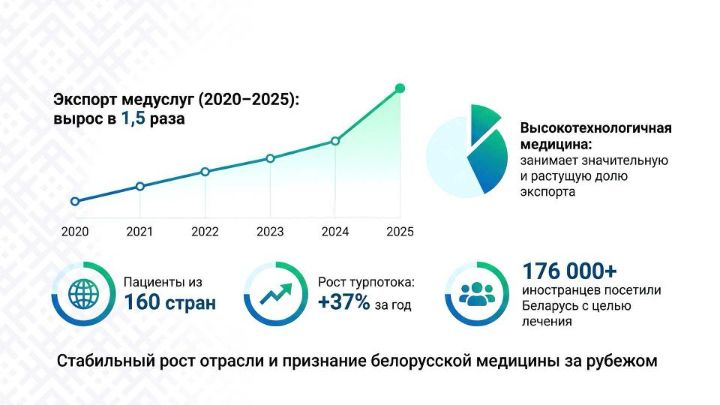 Экспорт медуслуг (2020–2025):
вырос в 1,5 раза
2020
2021
2022
2023
2024
2025
Высокотехнологичная
медицина:
занимает значительную
и растущую долю
экспорта
Пациенты из
160 стран
Рост турпотока:
+37% за год
176 000+
иностранцев посетили
Беларусь с целью
лечения
Стабильный рост отрасли и признание белорусской медицины за рубежом